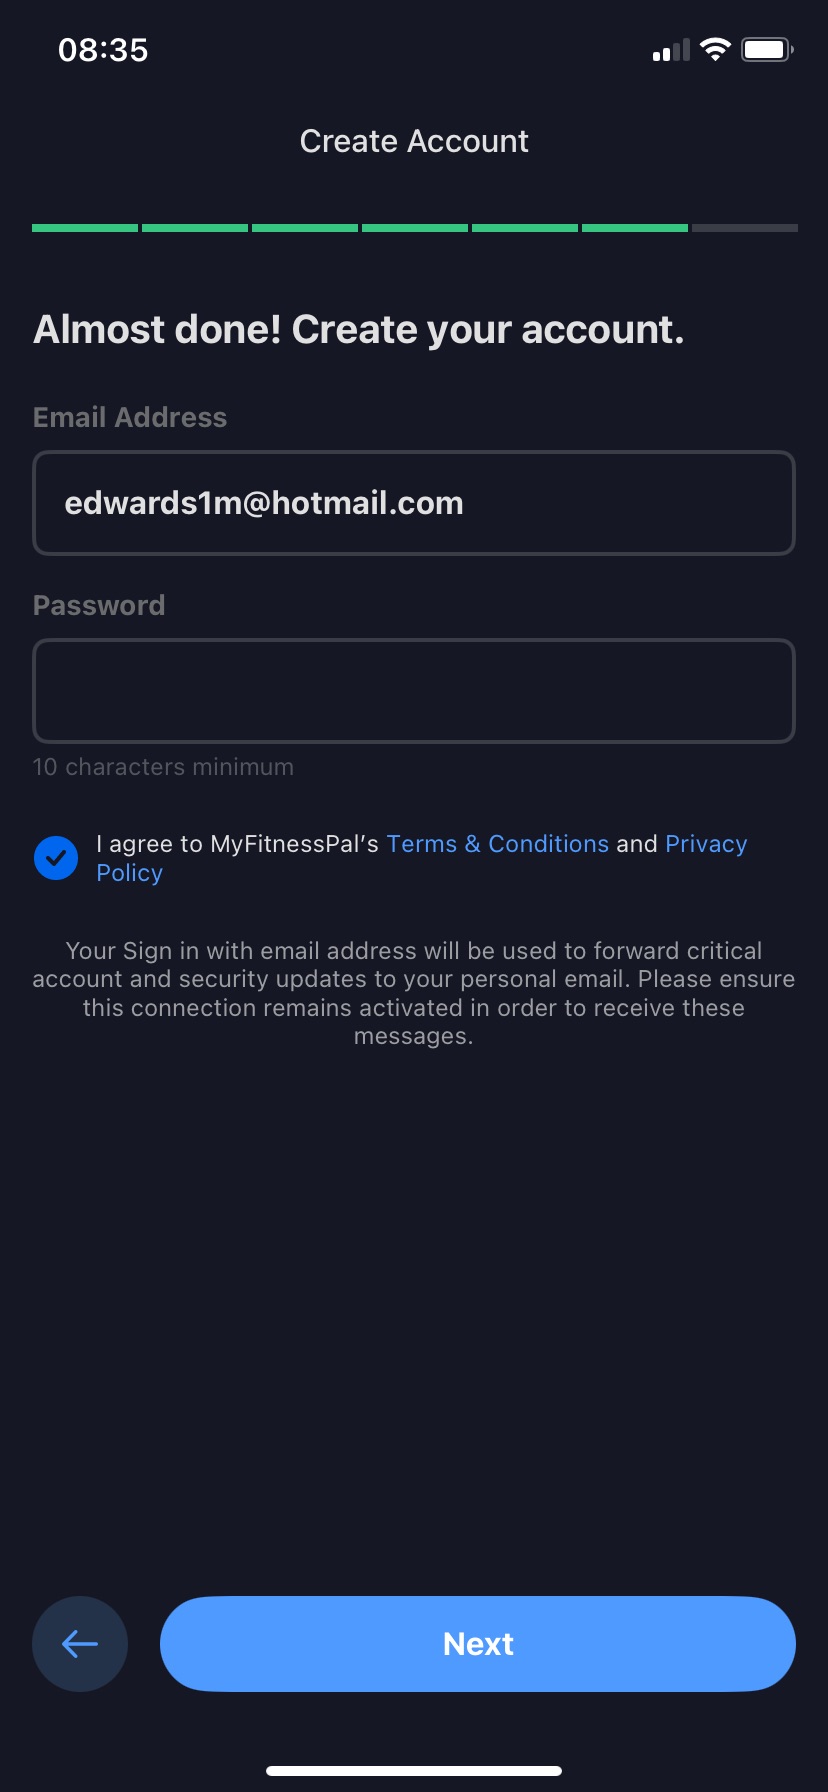 08:35
Create Account
Almost done! Create your account.
Email Address
edwards1m@hotmail.com
Password
10 characters minimum
I agree to MyFitnessPal’s Terms & Conditions and Privacy
Policy
Your Sign in with email address will be used to forward critical
account and security updates to your personal email. Please ensure
this connection remains activated in order to receive these
messages.
Next